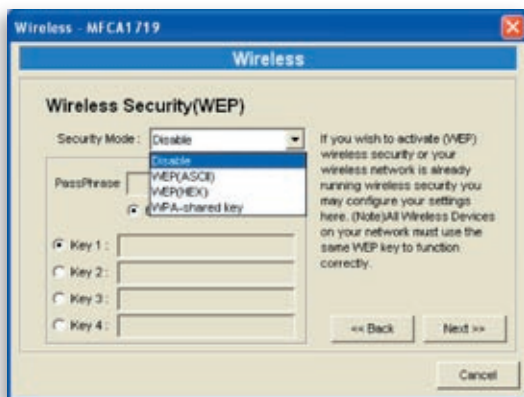 Wireless - MFCA1719
Wireless
Wireless Security(WEP)
Security Mode : Disable
Disable
WEP(ASCII)
WEP(HEX)
WPA-shared key
PassPhrase
Key 1 :
Key 2 :
Key 3 :
Key 4 :
If you wish to activate (WEP)
wireless security or your
wireless network is already
running wireless security you
may configure your settings
here. (Note)All Wireless Devices
on your network must use the
same WEP key to function
correctly.
<< Back
Next >>
Cancel